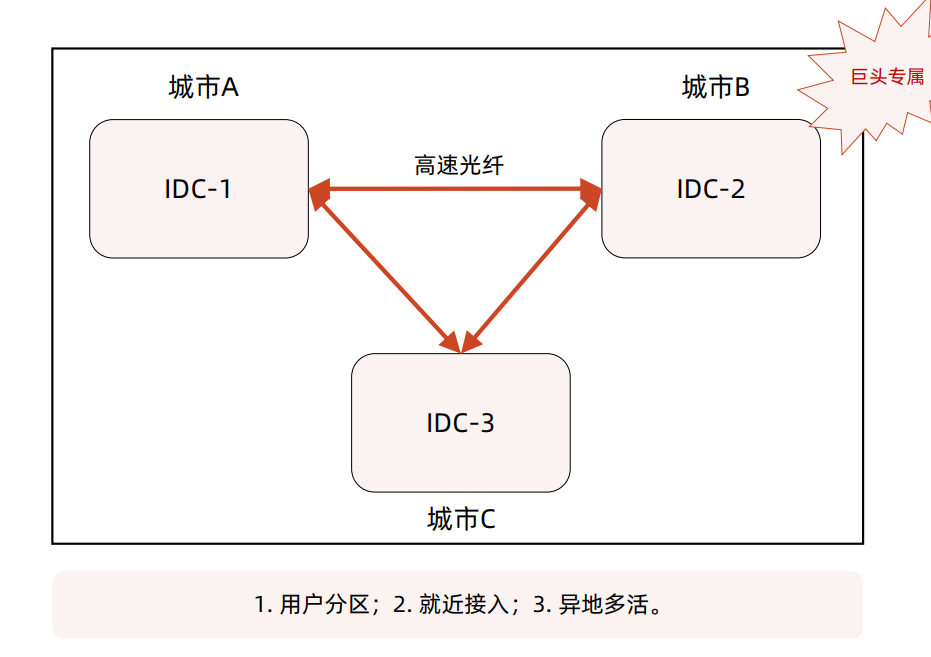 巨头专属
城市A
城市B
IDC-1
高速光纤
IDC-2
IDC-3
城市C
1. 用户分区；2. 就近接入；3. 异地多活。